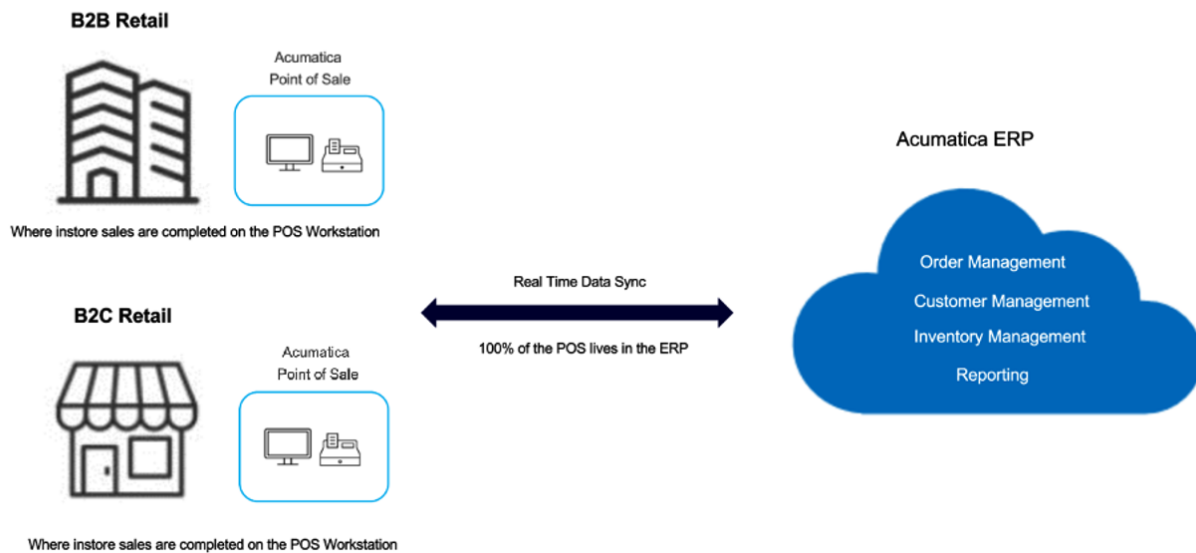 B2B Retail
Acumatica
Point of Sale
Where instore sales are completed on the POS Workstation
B2C Retail
Acumatica
Point of Sale
Where instore sales are completed on the POS Workstation
Real Time Data Sync
100% of the POS lives in the ERP
Acumatica ERP
Order Management
Customer Management
Inventory Management
Reporting